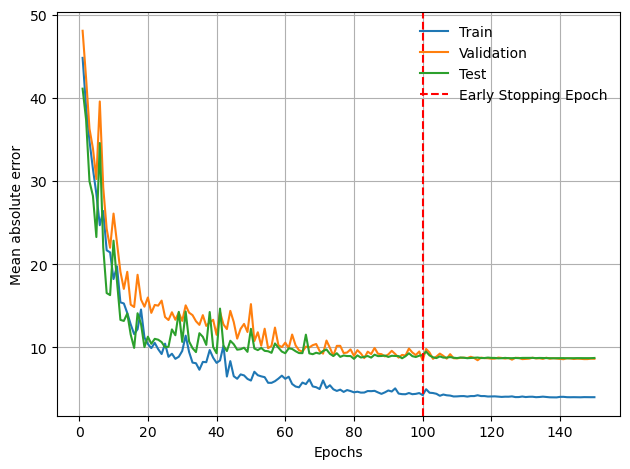 50
40
30
20
10
0
20
40
60
80
100
120
140
Mean absolute error
Epochs
Train
Validation
Test
Early Stopping Epoch